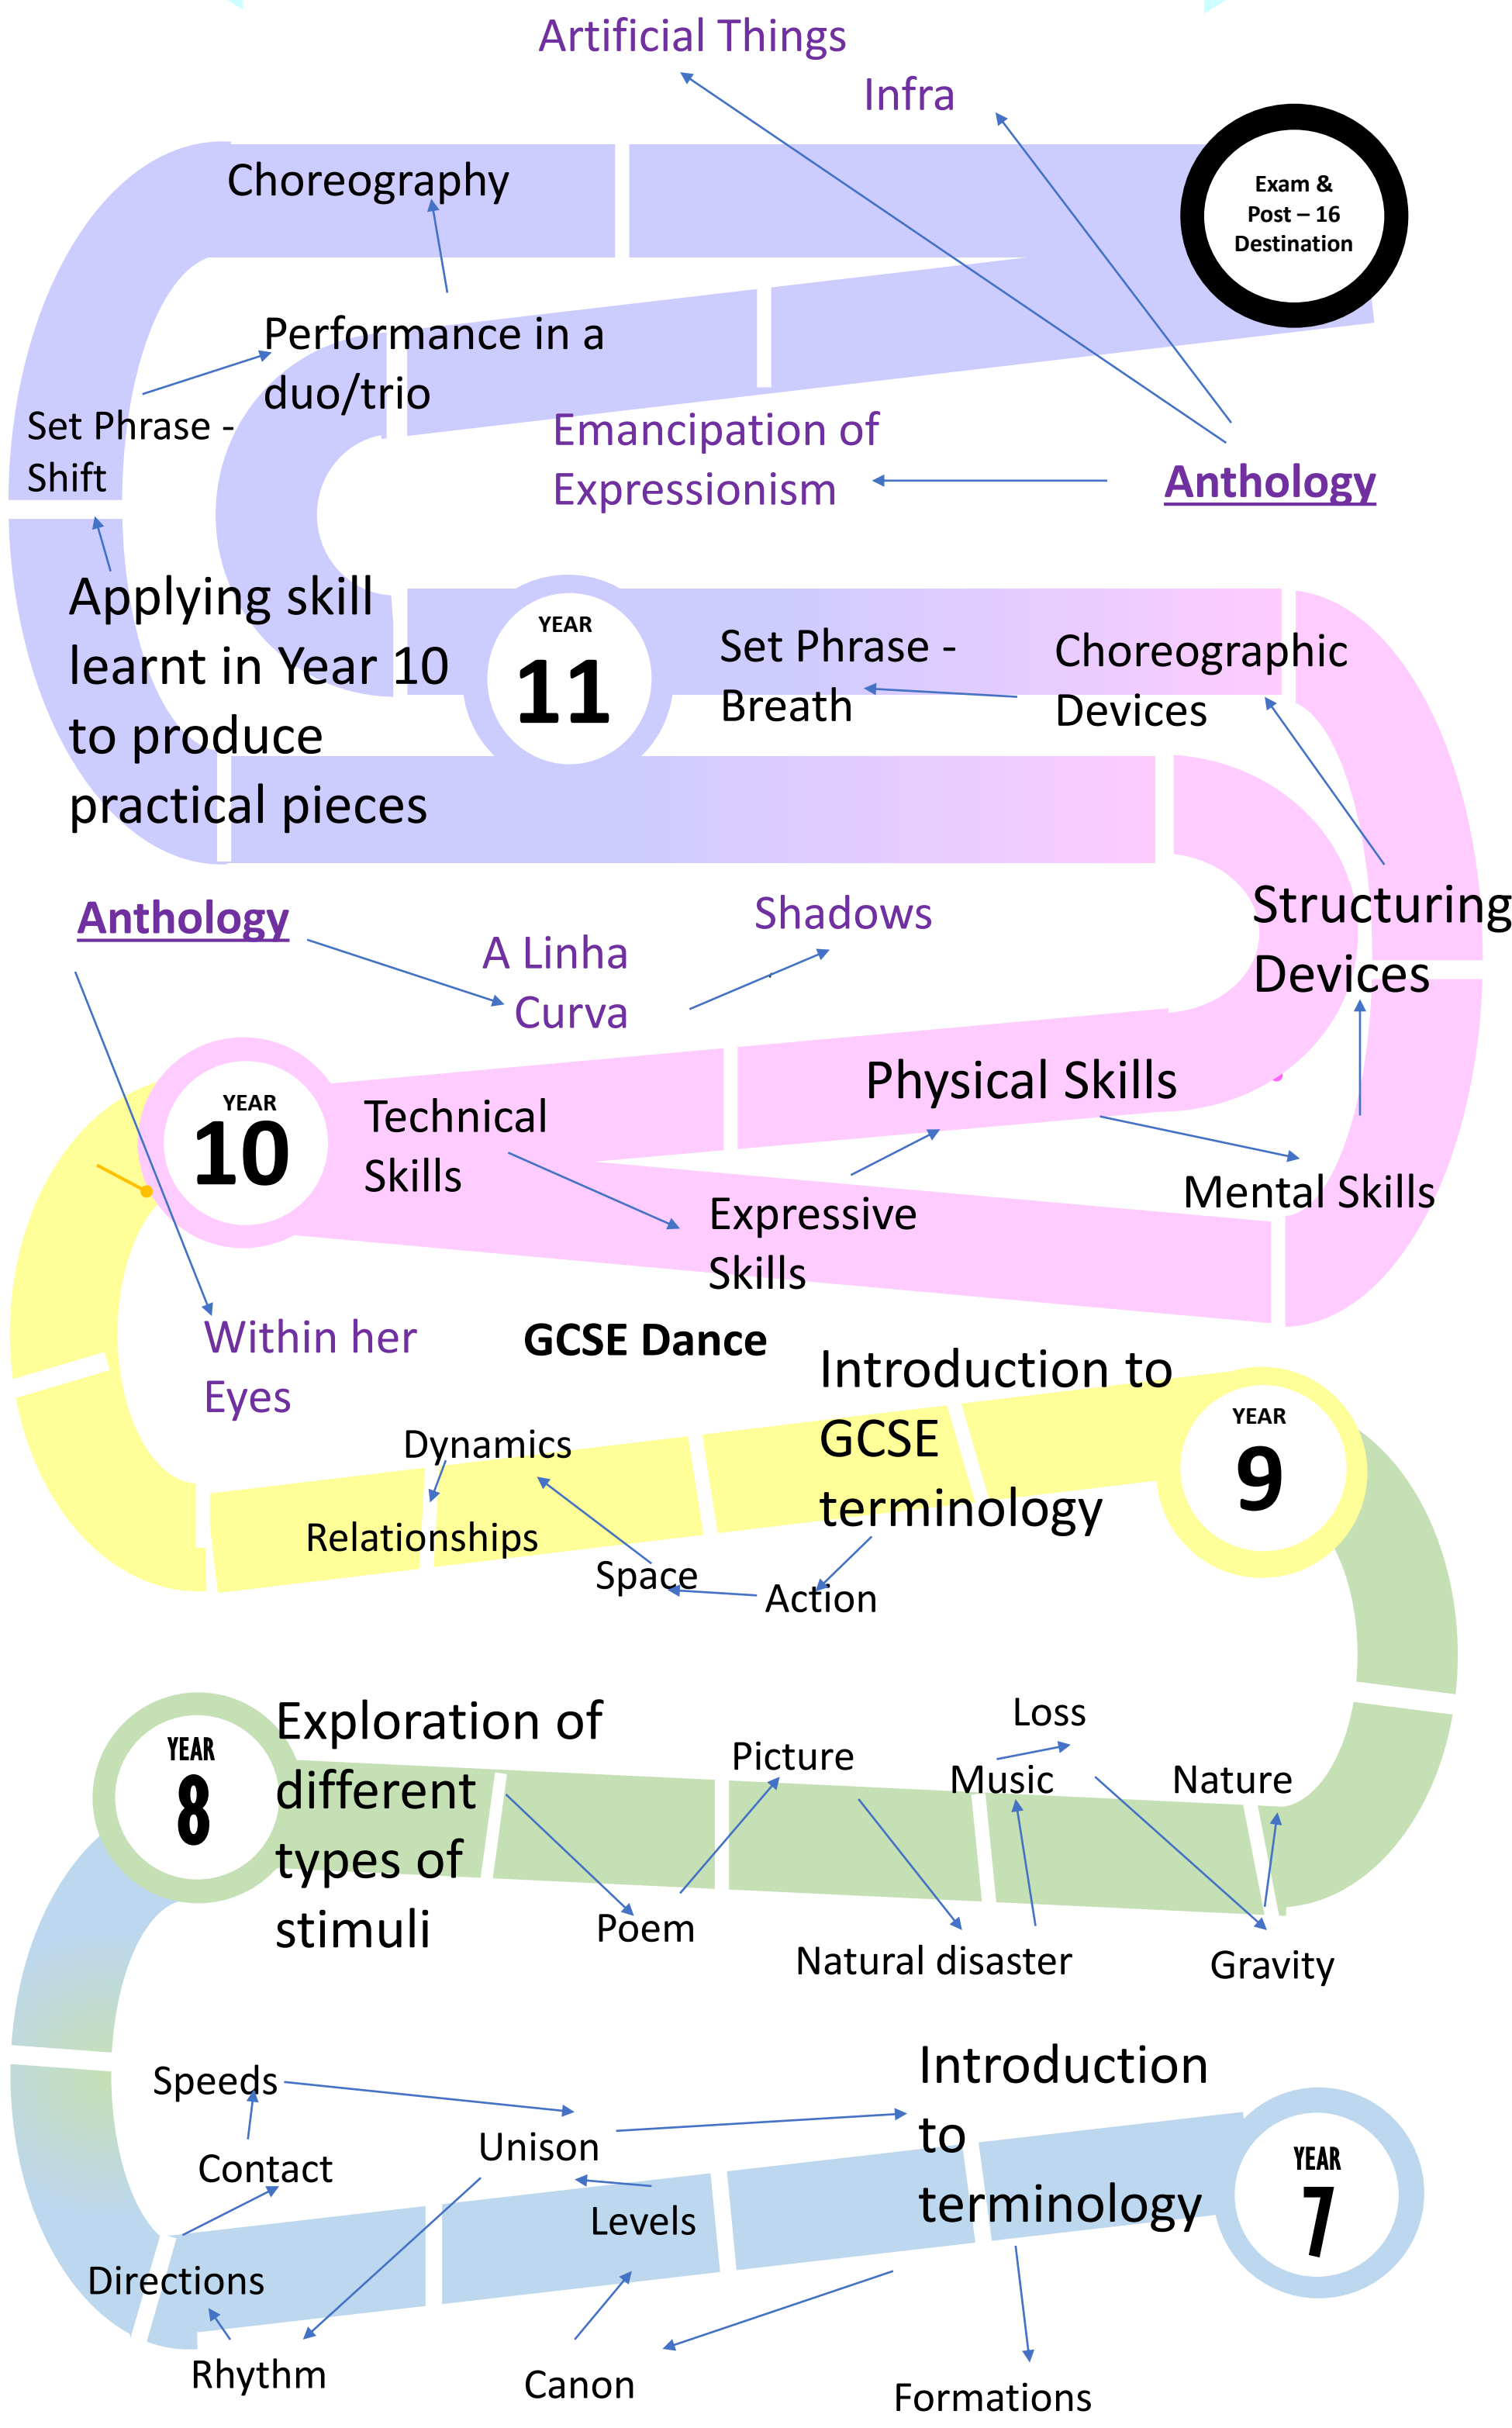 Artificial Things
Infra
Choreography
Exam &
Post – 16
Destination
Performance in a
duo/trio
Set Phrase -
Shift
Emancipation of
Expressionism
Anthology
Applying skill
learnt in Year 10
to produce
practical pieces
YEAR
11
Set Phrase -
Breath
Choreographic
Devices
Anthology
A Linha
Curva
Shadows
Structuring
Devices
YEAR
10
Technical
Skills
Physical Skills
Expressive
Skills
Mental Skills
Within her
Eyes
GCSE Dance
Introduction to
GCSE
terminology
YEAR
9
Dynamics
Relationships
Space
Action
YEAR
8
Exploration of
different
types of
stimuli
Picture
Loss
Music
Nature
Poem
Natural disaster
Gravity
Speeds
Contact
Unison
Levels
Directions
Rhythm
Canon
Introduction
to
terminology
Formations
YEAR
7